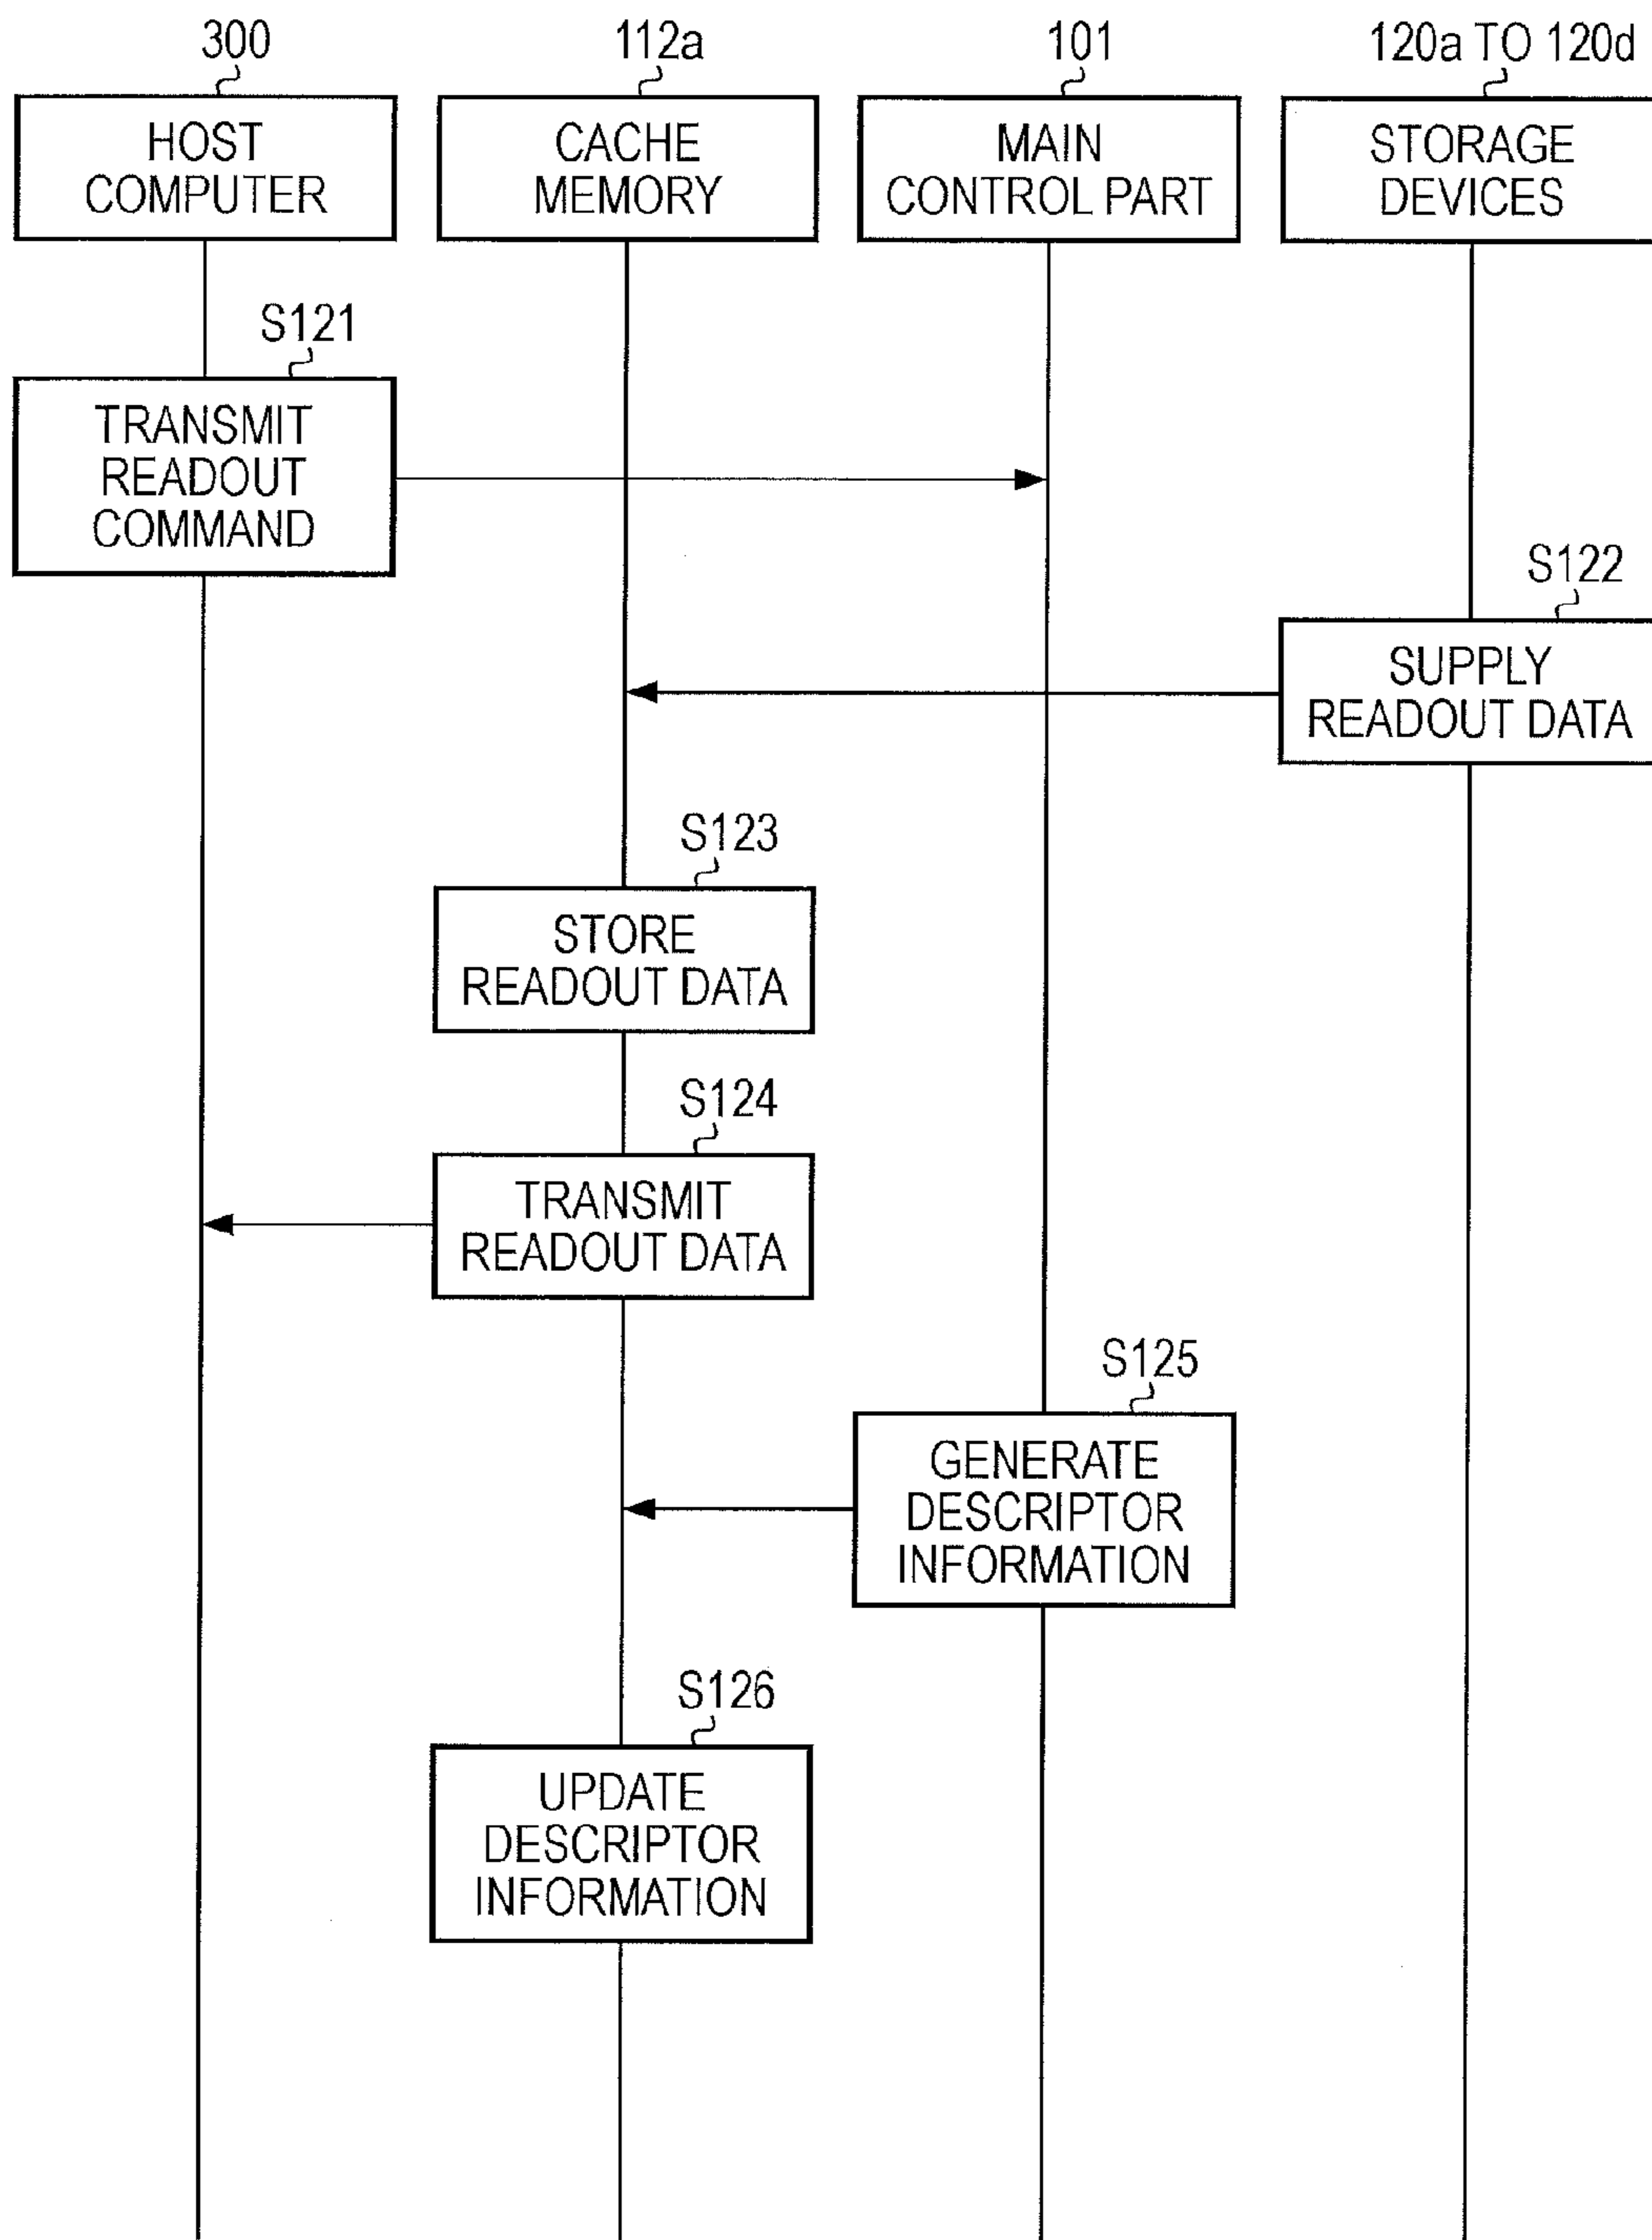 300
112a
101
120a TO 120d
HOST
COMPUTER
CACHE
MEMORY
MAIN
CONTROL PART
STORAGE
DEVICES
S121
TRANSMIT
READOUT
COMMAND
S122
SUPPLY
READOUT DATA
S123
STORE
READOUT DATA
S124
TRANSMIT
READOUT DATA
S125
GENERATE
DESCRIPTOR
INFORMATION
S126
UPDATE
DESCRIPTOR
INFORMATION